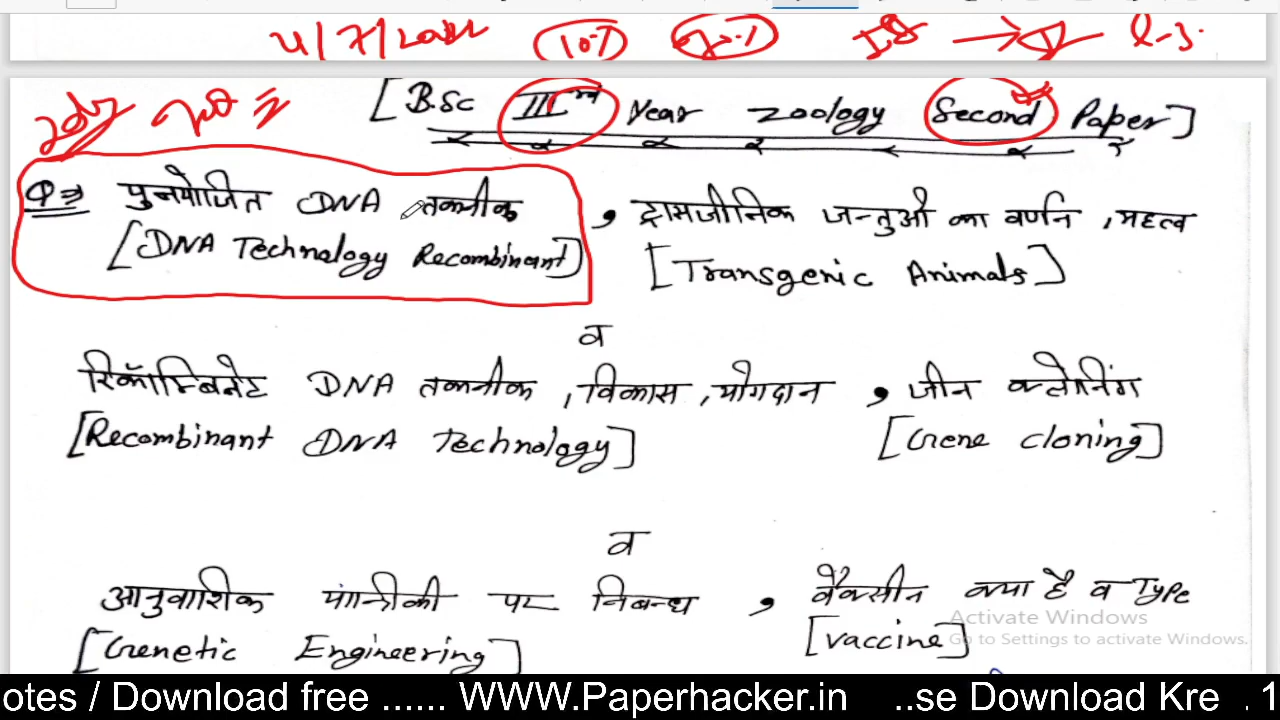 [B.Sc III Year Zoology Second Paper]
Q⇒ पुनर्योजित DNA तकनीक , ट्रांसजीनिक जन्तुओ का वर्णन , महत्व
[DNA Technology Recombinant] [Transgenic Animals]
व
रिकॉम्बिनेट DNA तकनीक , विकास , योगदान , जीन क्लोनिंग
[Recombinant DNA Technology] [Gene cloning]
व
आनुवाशिक यांत्रिकी पर निबन्ध , वैक्सीन क्या है व Type
[Genetic Engineering] [vaccine]
Activate Windows
Go to Settings to activate Windows.
otes / Download free ...... WWW.Paperhacker.in ..se Download Kre . 1